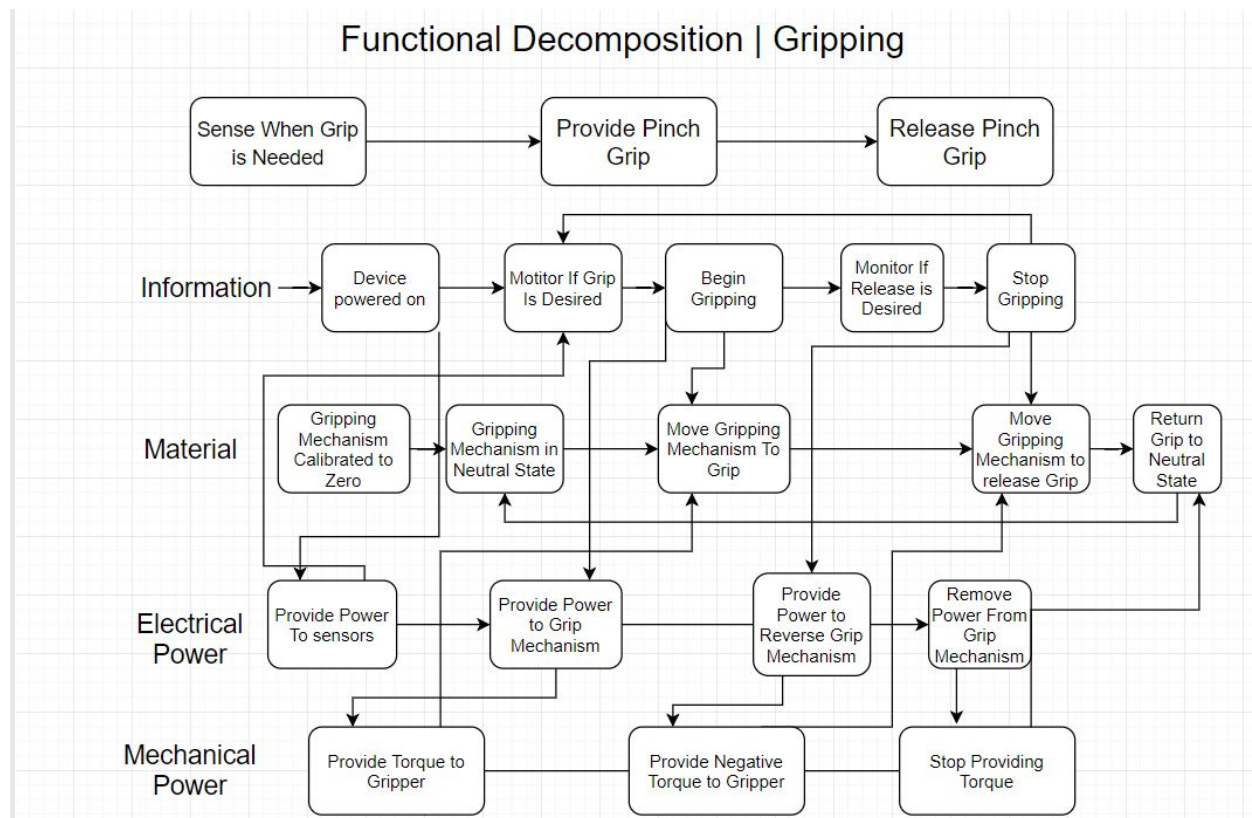 Functional Decomposition | Gripping
Sense When Grip
is Needed
Provide Pinch
Grip
Release Pinch
Grip
Information
Device
powered on
Motitor If Grip
Is Desired
Begin
Gripping
Monitor If
Release is
Desired
Stop
Gripping
Material
Gripping
Mechanism
Calibrated to
Zero
Gripping
Mechanism in
Neutral State
Move Gripping
Mechanism To
Grip
Move
Gripping
Mechanism to
release Grip
Return
Grip to
Neutral
State
Electrical
Power
Provide Power
To sensors
Provide Power
to Grip
Mechanism
Provide
Power to
Reverse Grip
Mechanism
Remove
Power From
Grip
Mechanism
Mechanical
Power
Provide Torque to
Gripper
Provide Negative
Torque to Gripper
Stop Providing
Torque